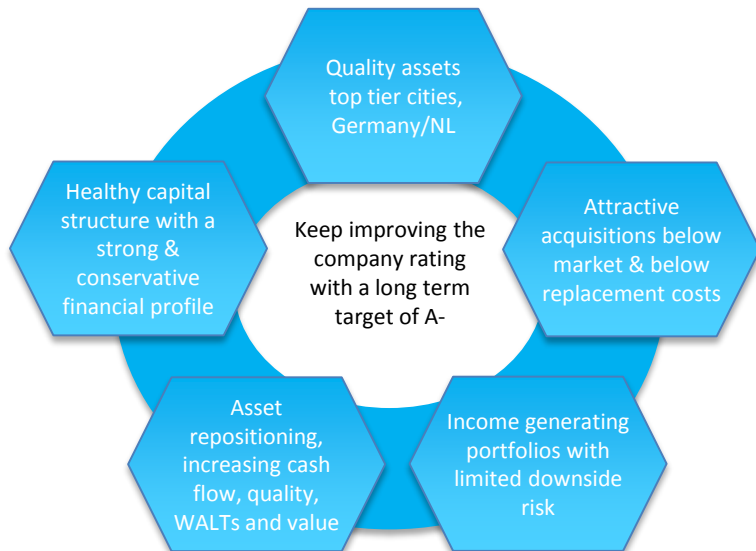 Quality assets
top tier cities,
Germany/NL
Healthy capital
structure with a
strong &
conservative
financial profile
Keep improving the
company rating
with a long term
target of A-
Attractive
acquisitions below
market & below
replacement costs
Asset
repositioning,
increasing cash
flow, quality,
WALTs and value
Income generating
portfolios with
limited downside
risk